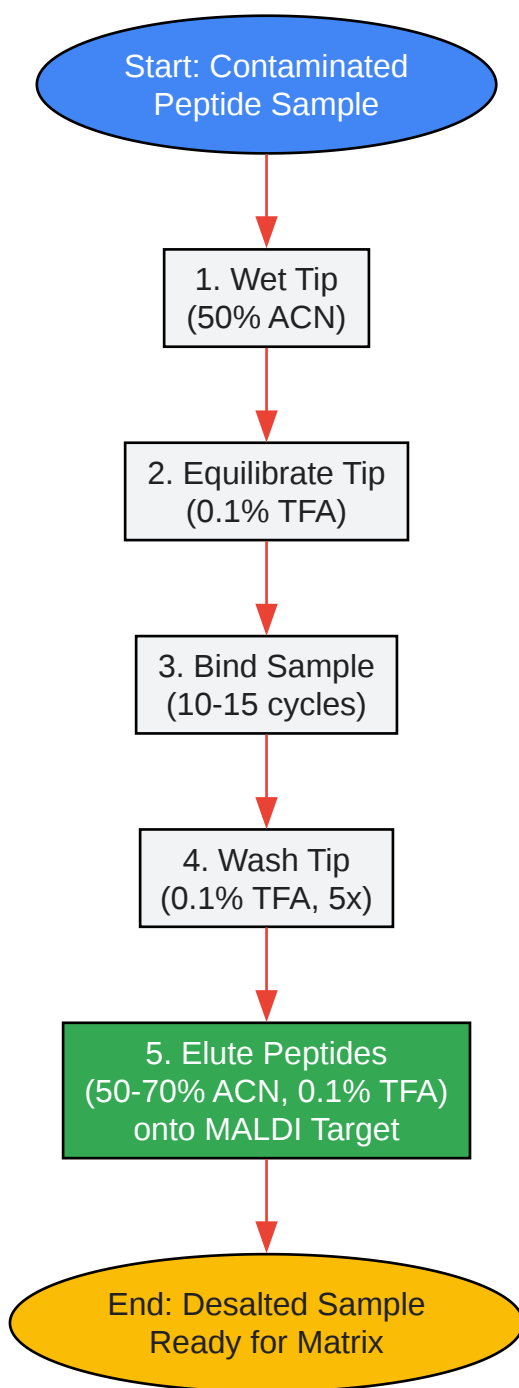 Start: Contaminated
Peptide Sample
1. Wet Tip
(50% ACN)
2. Equilibrate Tip
(0.1% TFA)
3. Bind Sample
(10-15 cycles)
4. Wash Tip
(0.1% TFA, 5x)
5. Elute Peptides
(50-70% ACN, 0.1% TFA)
onto MALDI Target
End: Desalted Sample
Ready for Matrix